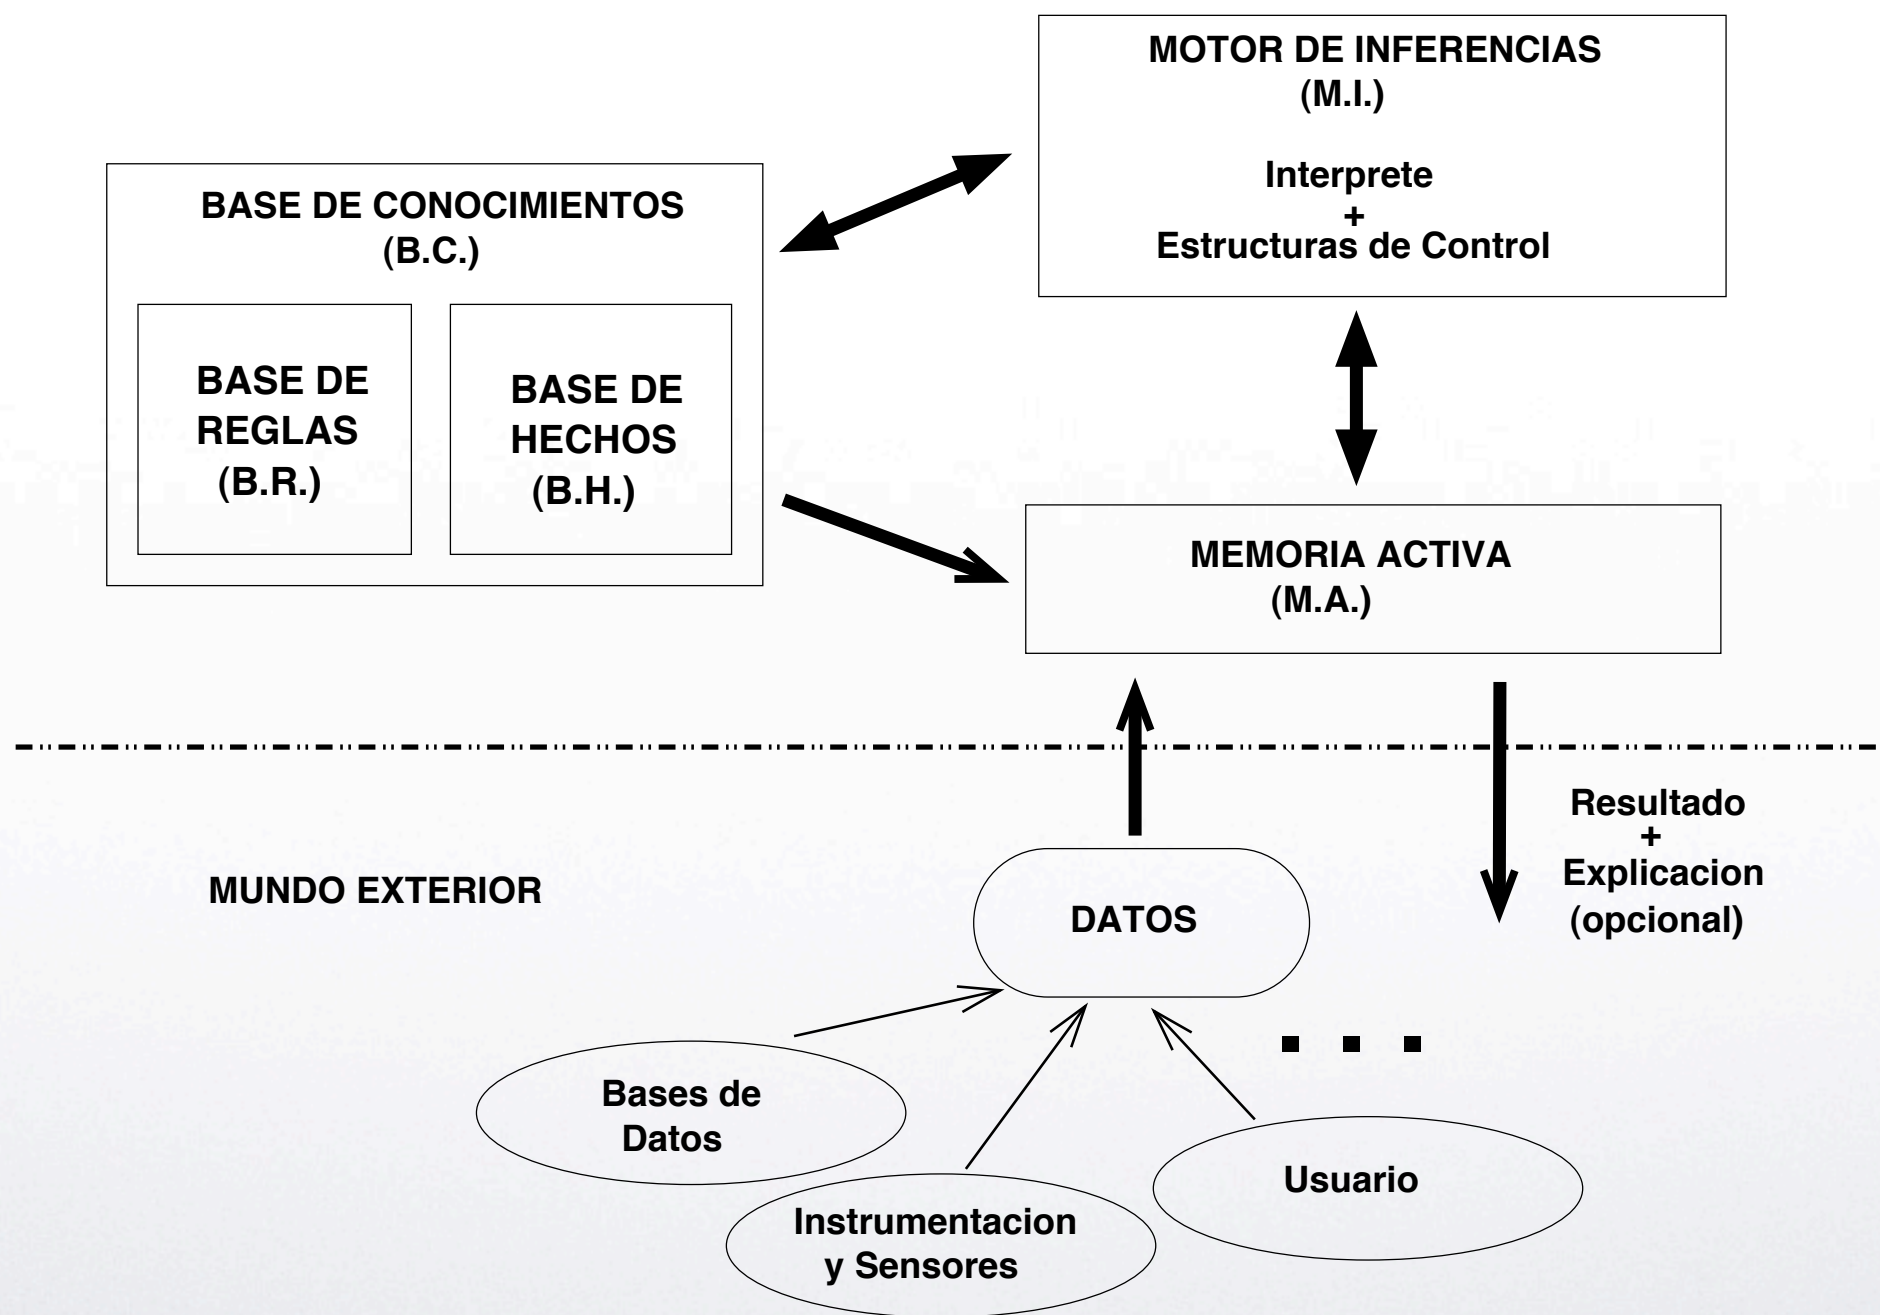 MOTOR DE INFERENCIAS
(M.I.)
Interprete
+
Estructuras de Control
BASE DE CONOCIMIENTOS
(B.C.)
BASE DE
REGLAS
(B.R.)
BASE DE
HECHOS
(B.H.)
MEMORIA ACTIVA
(M.A.)
Resultado
+
Explicacion
(opcional)
MUNDO EXTERIOR
DATOS
Bases de
Datos
Instrumentacion
y Sensores
Usuario